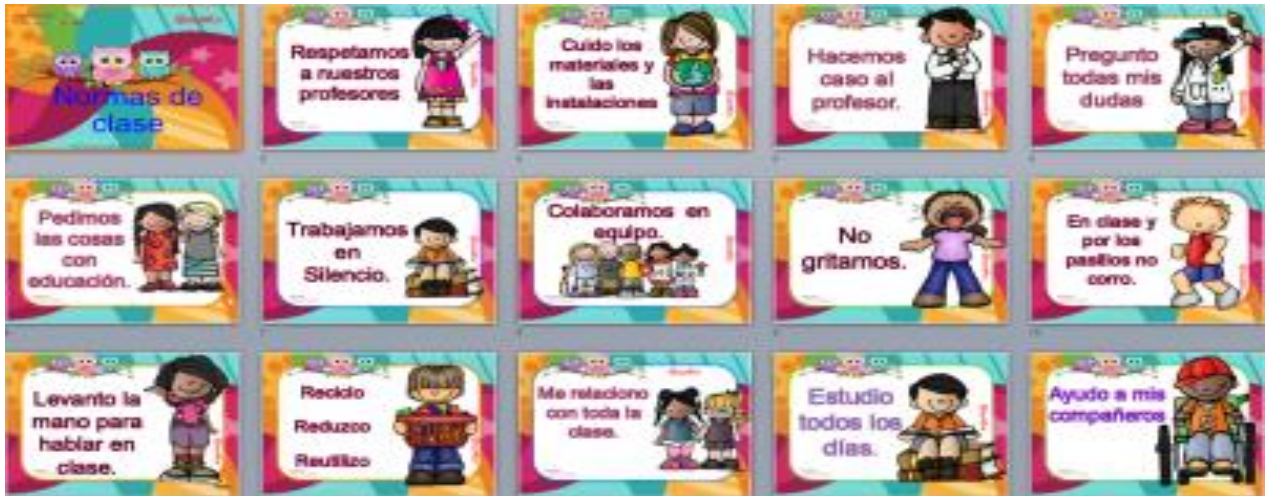 Normas de
clase
Respetamos
a nuestros
profesores
Cuido los
materiales y
las
instalaciones
Hacemos
caso al
profesor.
Pregunto
todas mis
dudas
Pedimos
las cosas
con
educación.
Trabajamos
en
Silencio.
Colaboramos en
equipo.
No
gritamos.
En clase y
por los
pasillos no
corro.
Levanto la
mano para
hablar en
clase.
Reciclo
Reduzco
Reutilizo
Me relaciono
con toda la
clase.
Estudio
todos los
días.
Ayudo a mis
compañeros